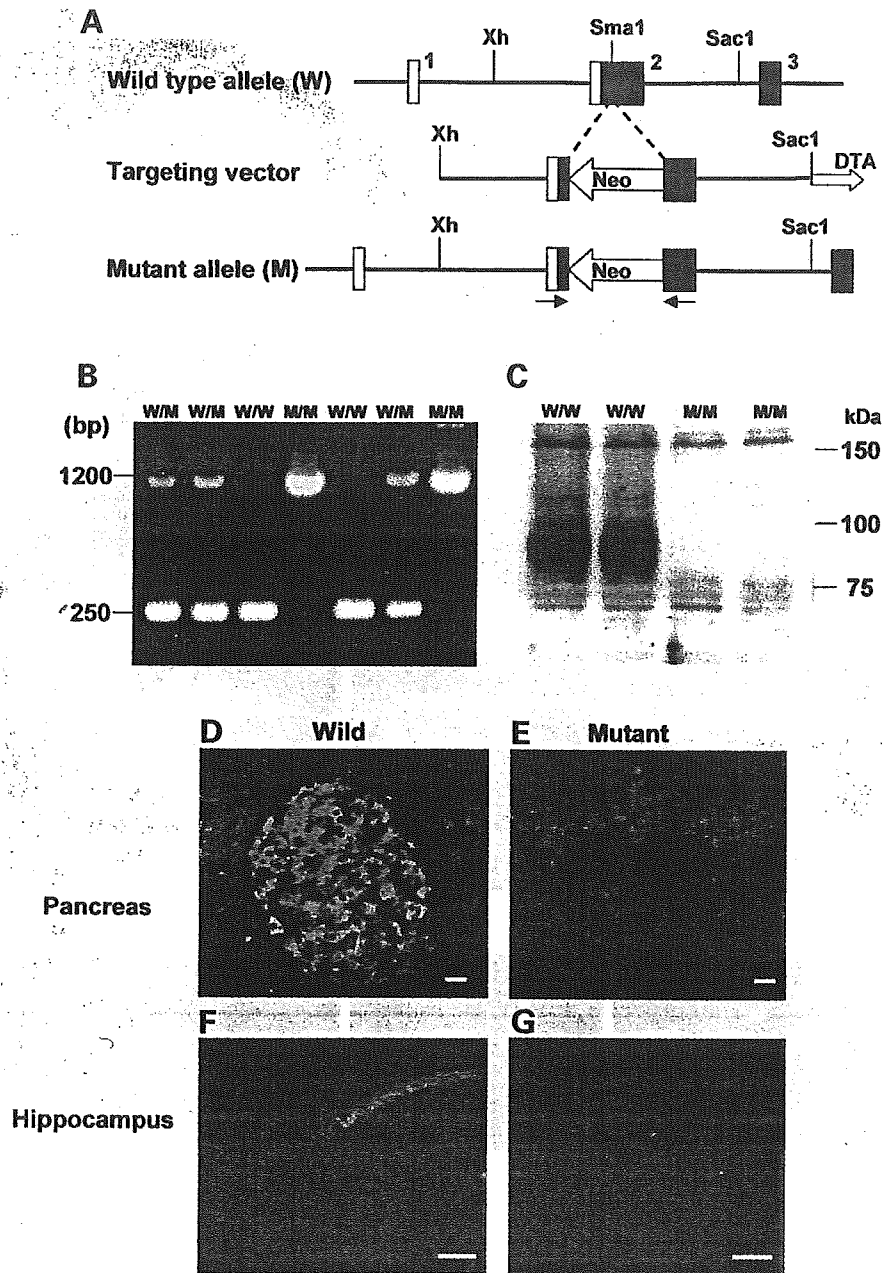 A
Xh Sma1 Sac1
Wild type allele (W) 1 2 3
Xh Sac1
Targeting vector Neo DTA
Xh Sac1
Mutant allele (M) Neo
B
W/M W/M W/W M/M W/W W/M M/M
(bp)
1200
250
C
W/W W/W M/M M/M kDa
150
100
75
D Wild E Mutant
Pancreas
F G
Hippocampus